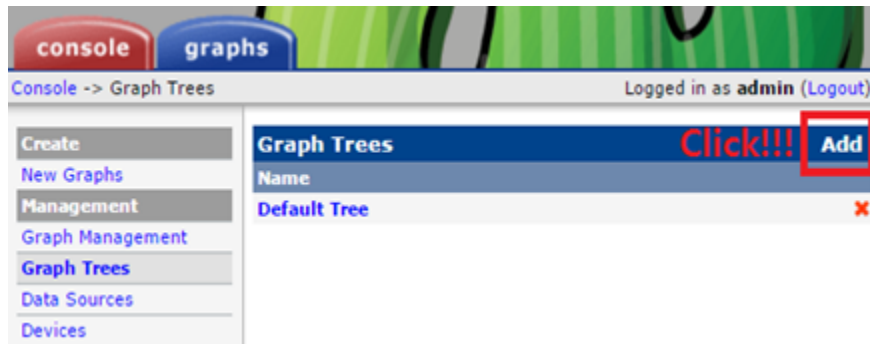 console graphs
Console -> Graph Trees Logged in as admin (Logout)
Create
New Graphs
Management
Graph Management
Graph Trees
Data Sources
Devices
Graph Trees Click!!! Add
Name
Default Tree